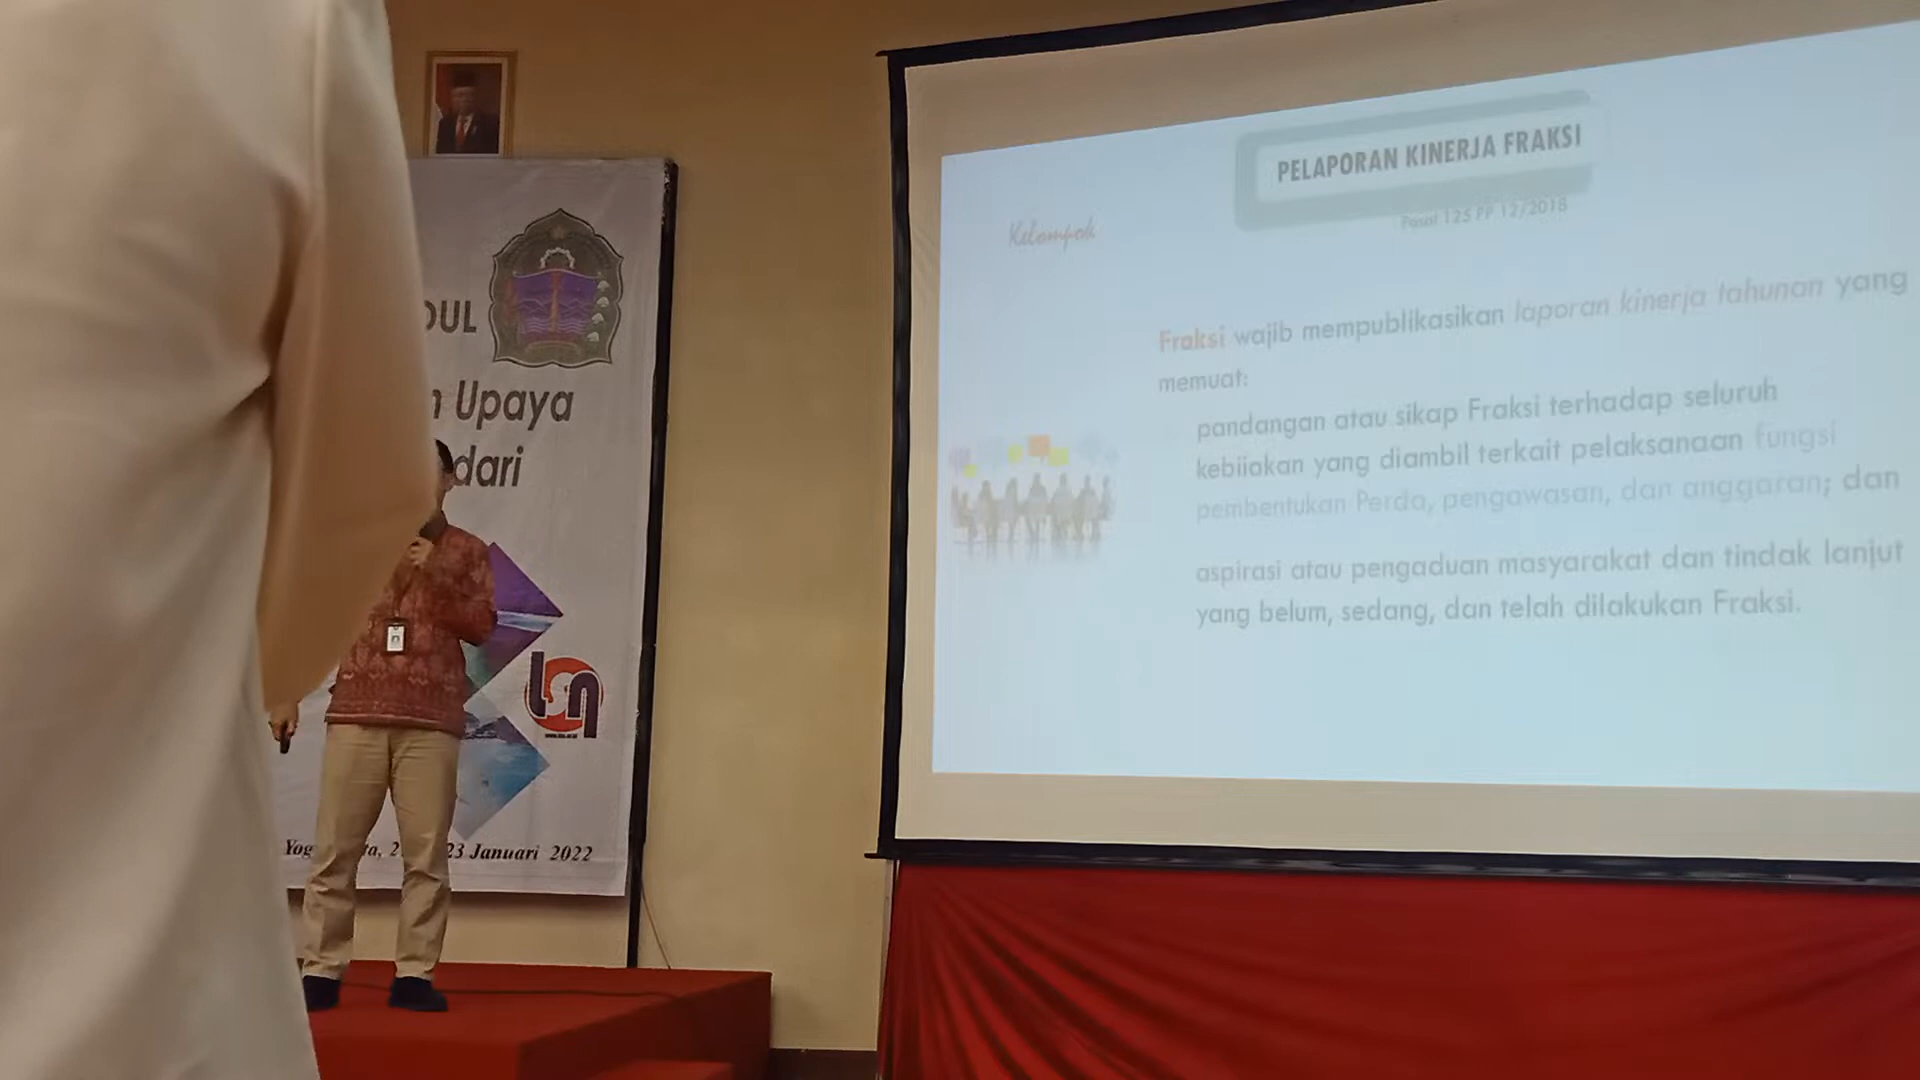 DUL
n Upaya
dari
lsn
23 Januari 2022
PELAPORAN KINERJA FRAKSI
Pasal 125 PP 12/2018
Kelompok
Fraksi wajib mempublikasikan laporan kinerja tahunan yang
memuat:
pandangan atau sikap Fraksi terhadap seluruh
kebijakan yang diambil terkait pelaksanaan fungsi
pembentukan Perda, pengawasan, dan anggaran; dan
aspirasi atau pengaduan masyarakat dan tindak lanjut
yang belum, sedang, dan telah dilakukan Fraksi.